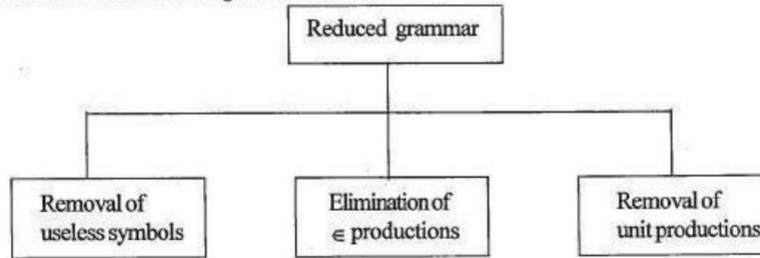 Reduced grammar
Removal of
useless symbols
Elimination of
∈ productions
Removal of
unit productions